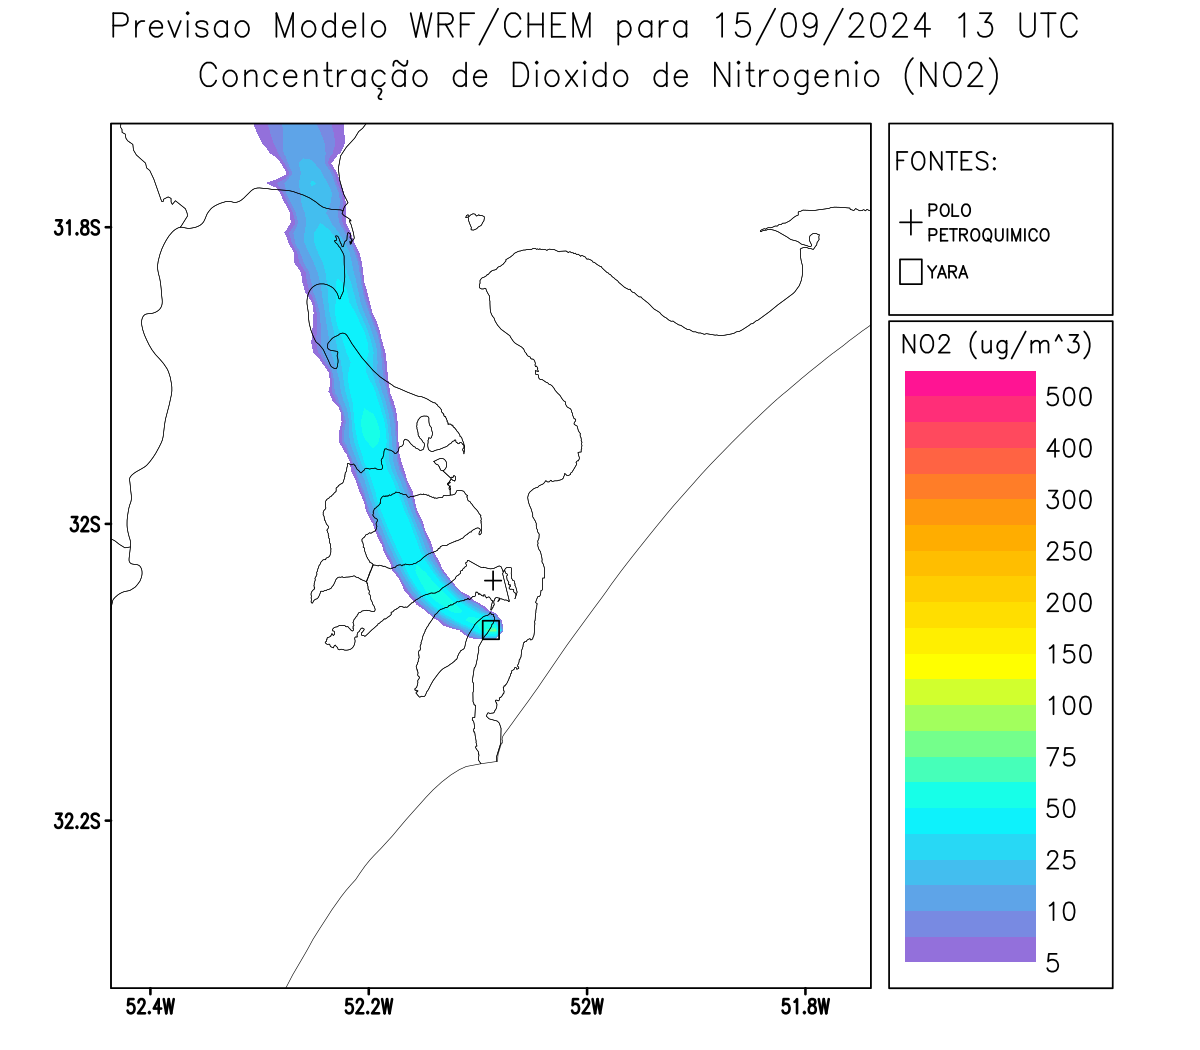 Previsao Modelo WRF/CHEM para 15/09/2024 13 UTC
Concentração de Dioxido de Nitrogenio (NO2)
FONTES:
POLO
PETROQUIMICO
YARA
NO2 (ug/m^3)
500
400
300
250
200
150
100
75
50
25
10
5
31.8S
32S
32.2S
52.4W
52.2W
52W
51.8W